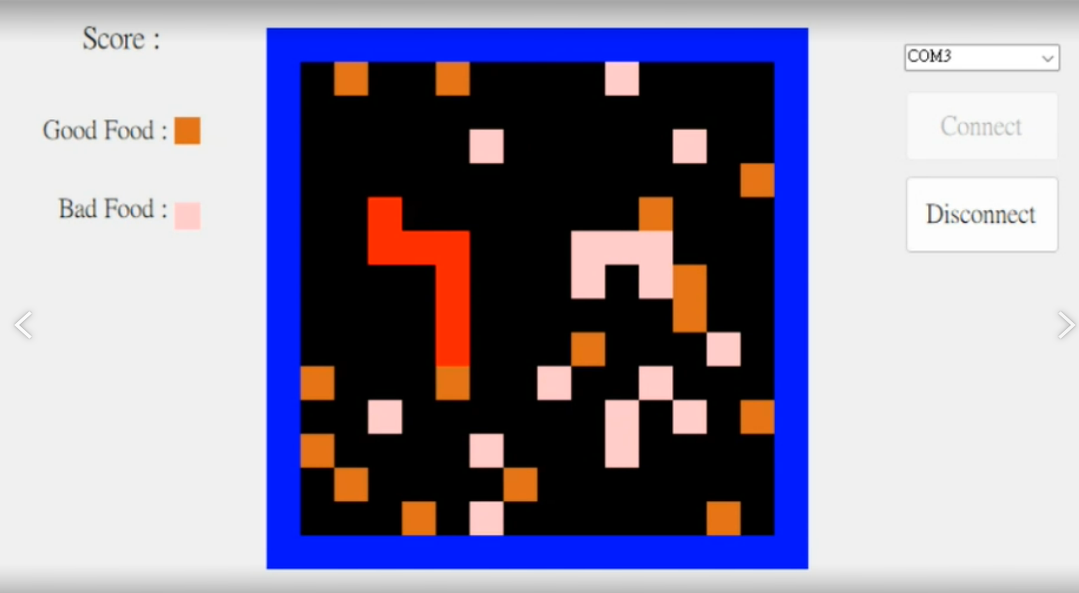 Score :
Good Food :
Bad Food :
COM3
Connect
Disconnect